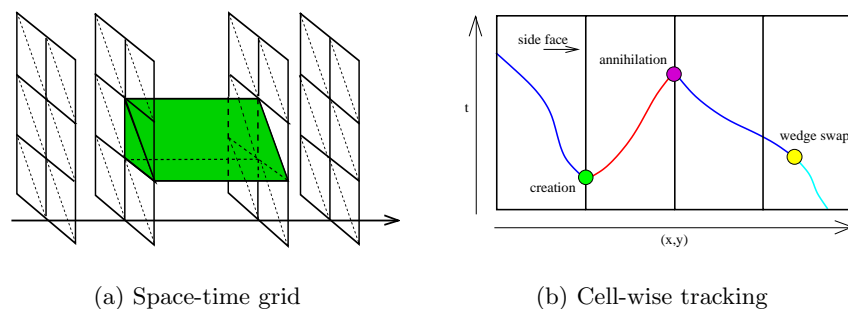 side face
annihilation
t
wedge swap
creation
(x,y)
(a) Space-time grid
(b) Cell-wise tracking